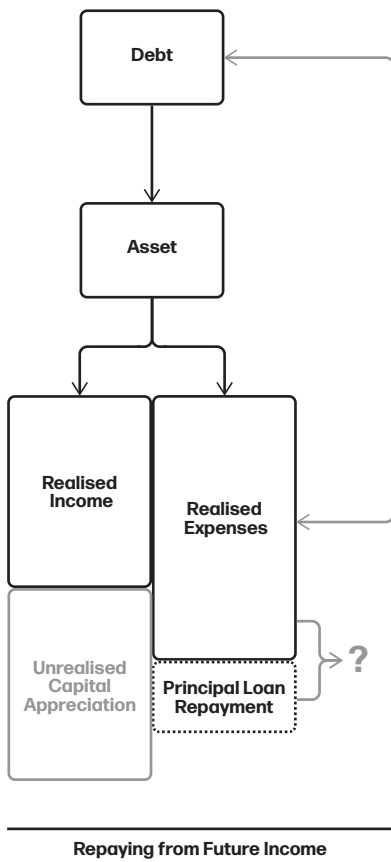 Debt
Asset
Realised
Income
Realised
Expenses
Unrealised
Capital
Appreciation
Principal Loan
Repayment
?
Repaying from Future Income